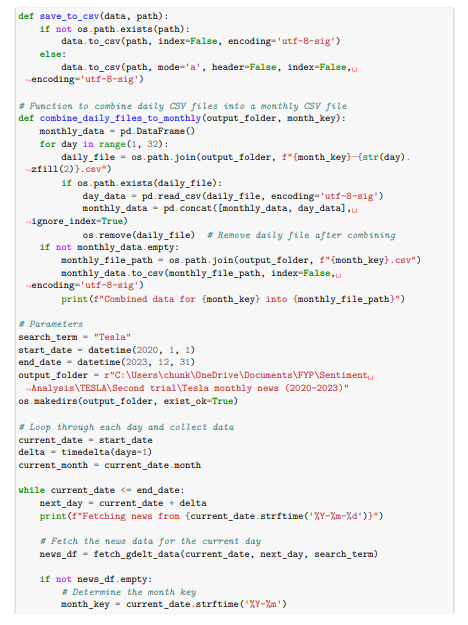 def save_to_csv(data, path):
    if not os.path.exists(path):
        data.to_csv(path, index=False, encoding='utf-8-sig')
    else:
        data.to_csv(path, mode='a', header=False, index=False,␣
↪encoding='utf-8-sig')

# Function to combine daily CSV files into a monthly CSV file
def combine_daily_files_to_monthly(output_folder, month_key):
    monthly_data = pd.DataFrame()
    for day in range(1, 32):
        daily_file = os.path.join(output_folder, f"{month_key}-{str(day).
↪zfill(2)}.csv")
        if os.path.exists(daily_file):
            day_data = pd.read_csv(daily_file, encoding='utf-8-sig')
            monthly_data = pd.concat([monthly_data, day_data],␣
↪ignore_index=True)
            os.remove(daily_file)  # Remove daily file after combining
    if not monthly_data.empty:
        monthly_file_path = os.path.join(output_folder, f"{month_key}.csv")
        monthly_data.to_csv(monthly_file_path, index=False,␣
↪encoding='utf-8-sig')
        print(f"Combined data for {month_key} into {monthly_file_path}")

# Parameters
search_term = "Tesla"
start_date = datetime(2020, 1, 1)
end_date = datetime(2023, 12, 31)
output_folder = r"C:\Users\chunk\OneDrive\Documents\FYP\Sentiment␣
↪Analysis\TESLA\Second trial\Tesla monthly news (2020-2023)"
os.makedirs(output_folder, exist_ok=True)

# Loop through each day and collect data
current_date = start_date
delta = timedelta(days=1)
current_month = current_date.month

while current_date <= end_date:
    next_day = current_date + delta
    print(f"Fetching news from {current_date.strftime('%Y-%m-%d')}")

    # Fetch the news data for the current day
    news_df = fetch_gdelt_data(current_date, next_day, search_term)

    if not news_df.empty:
        # Determine the month key
        month_key = current_date.strftime('%Y-%m')